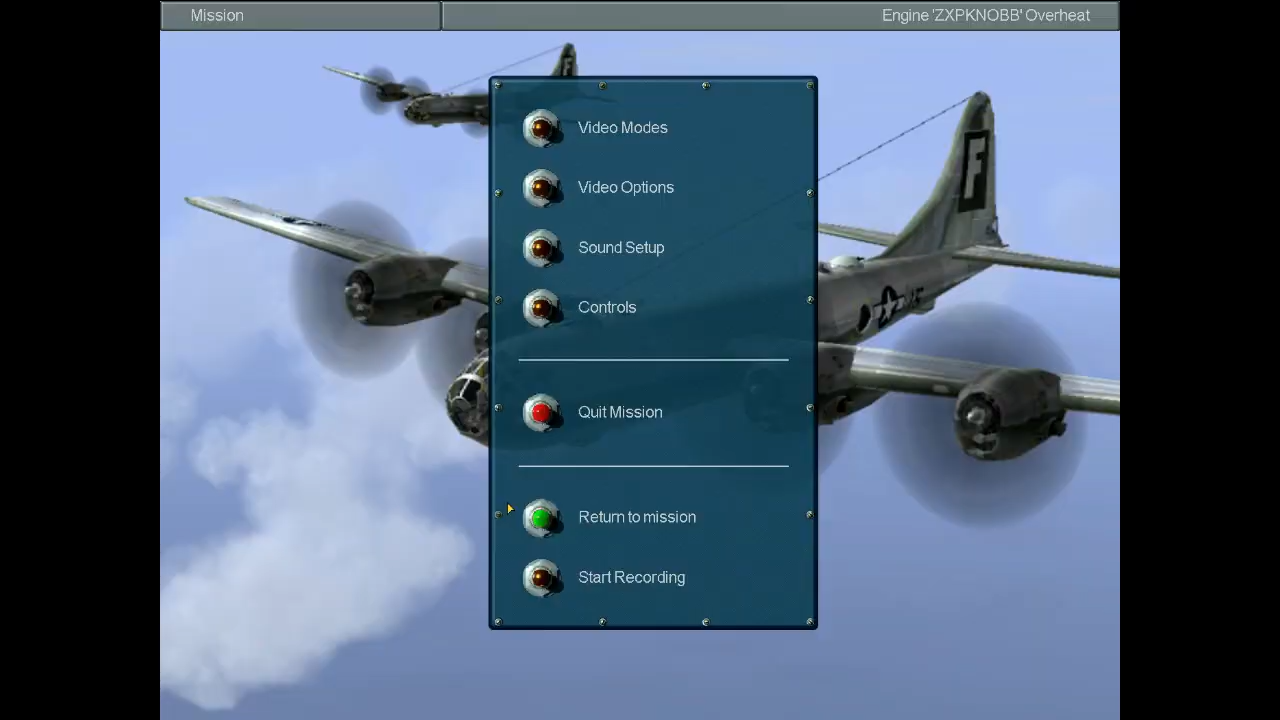 Mission
Engine 'ZXPKNOBB' Overheat
F
F
Video Modes
Video Options
Sound Setup
Controls
Quit Mission
Return to mission
Start Recording